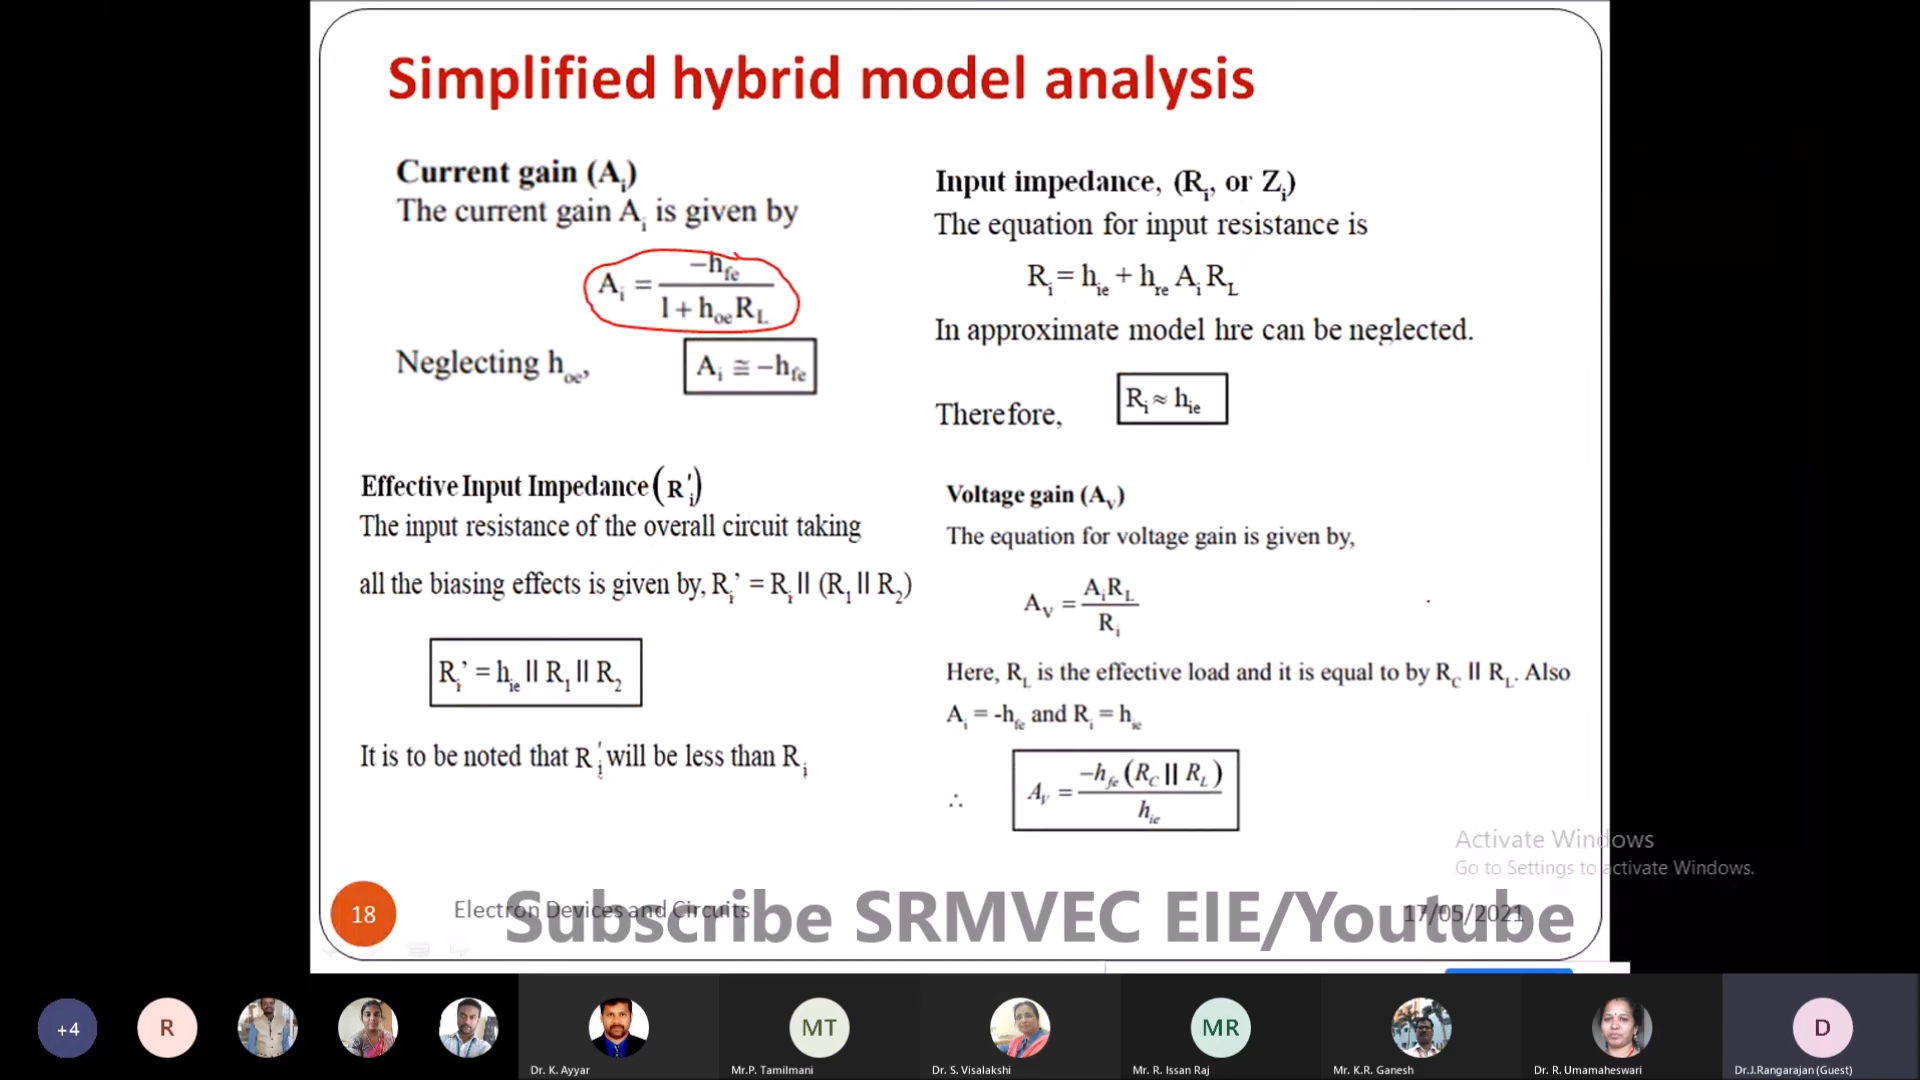 Simplified hybrid model analysis
Current gain (Ai)
The current gain Ai is given by
Ai = −hfe / 1 + hoe RL
Neglecting hoe,
Ai ≅ −hfe
Input impedance, (Ri, or Zi)
The equation for input resistance is
Ri = hie + hre Ai RL
In approximate model hre can be neglected.
Therefore,
Ri ≈ hie
Effective Input Impedance (Ri')
The input resistance of the overall circuit taking
all the biasing effects is given by, Ri’ = Ri || (R1 || R2)
Ri’ = hie || R1 || R2
It is to be noted that Ri' will be less than Ri
Voltage gain (Av)
The equation for voltage gain is given by,
AV = AiRL / Ri
Here, RL is the effective load and it is equal to by RC || RL. Also
Ai = -hfe and Ri = hie
∴ AV = −hfe (RC || RL) / hie
Activate Windows
Go to Settings to activate Windows.
18
Electron Devices and Circuits
17/05/2021
Subscribe SRMVEC EIE/Youtube
+4
R
MT
MR
D
Dr. K. Ayyar
Mr.P. Tamilmani
Dr. S. Visalakshi
Mr. R. Issan Raj
Mr. K.R. Ganesh
Dr. R. Umamaheswari
Dr.J.Rangarajan (Guest)